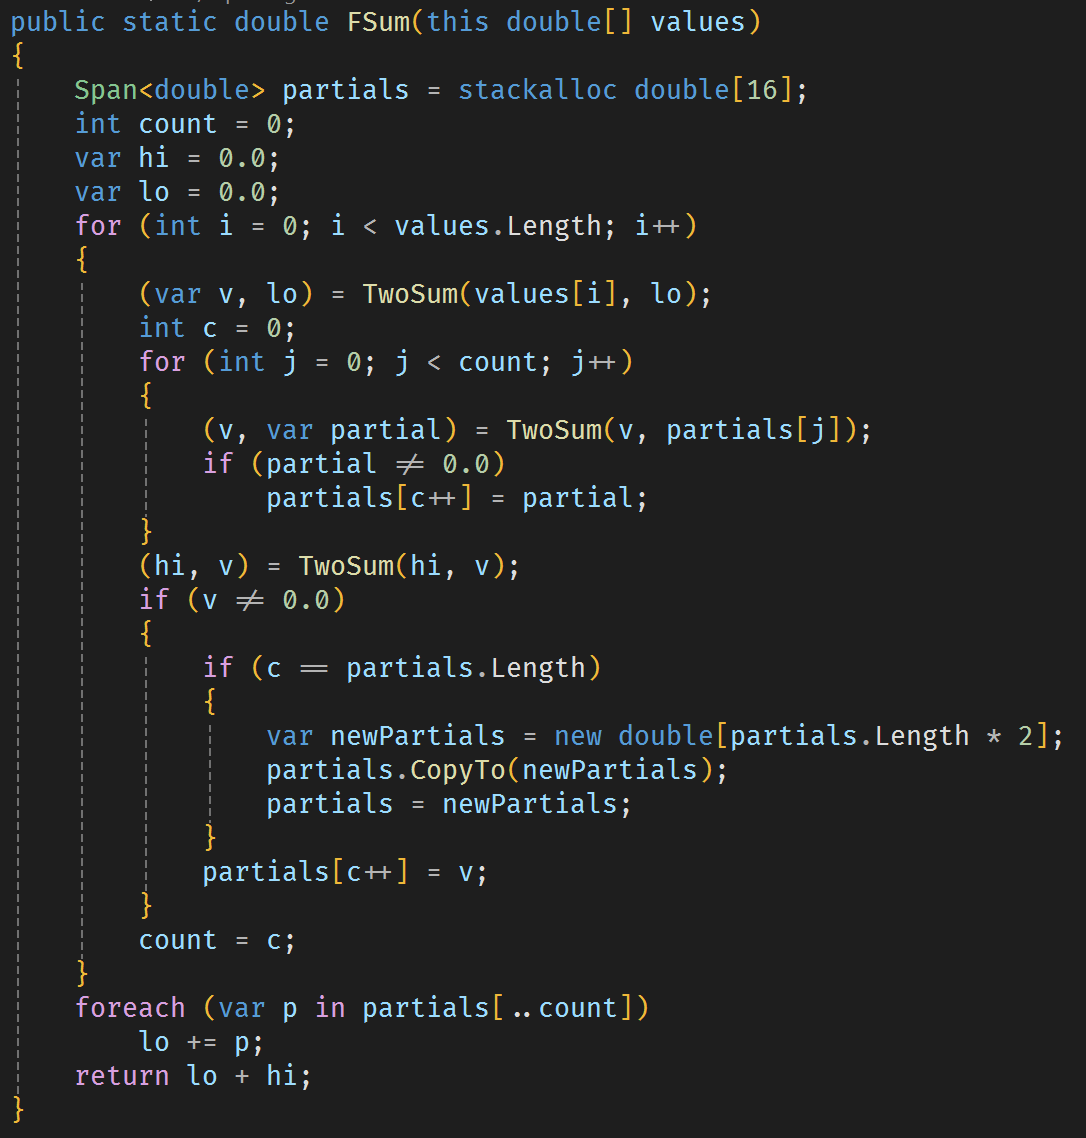 public static double FSum(this double[] values)
{
    Span<double> partials = stackalloc double[16];
    int count = 0;
    var hi = 0.0;
    var lo = 0.0;
    for (int i = 0; i < values.Length; i++)
    {
        (var v, lo) = TwoSum(values[i], lo);
        int c = 0;
        for (int j = 0; j < count; j++)
        {
            (v, var partial) = TwoSum(v, partials[j]);
            if (partial != 0.0)
                partials[c++] = partial;
        }
        (hi, v) = TwoSum(hi, v);
        if (v != 0.0)
        {
            if (c == partials.Length)
            {
                var newPartials = new double[partials.Length * 2];
                partials.CopyTo(newPartials);
                partials = newPartials;
            }
            partials[c++] = v;
        }
        count = c;
    }
    foreach (var p in partials[..count])
        lo += p;
    return lo + hi;
}